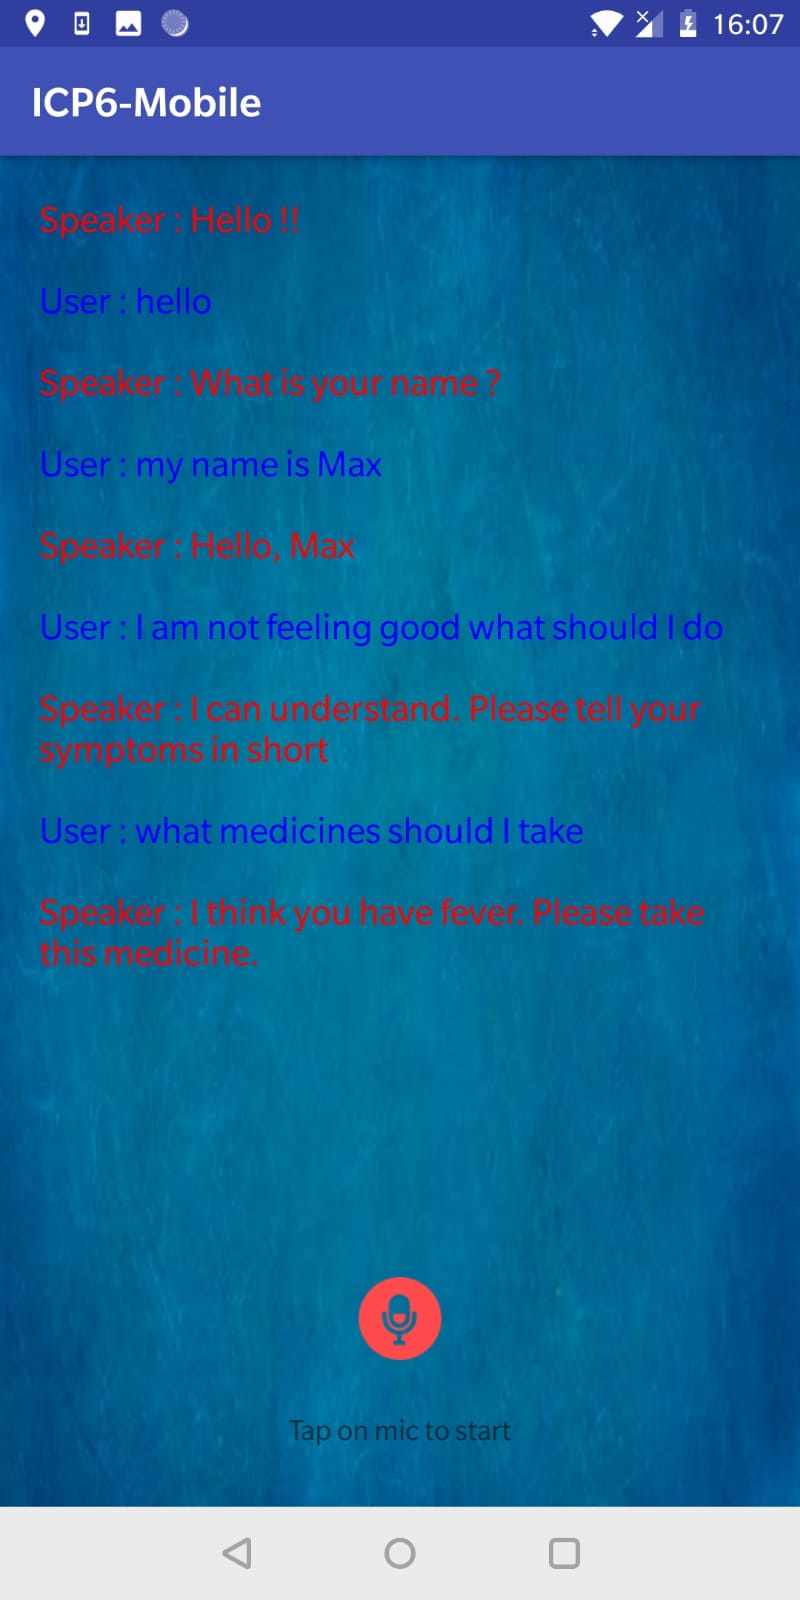 16:07
ICP6-Mobile
Speaker : Hello !!
User : hello
Speaker : What is your name ?
User : my name is Max
Speaker : Hello, Max
User : I am not feeling good what should I do
Speaker : I can understand. Please tell your
symptoms in short
User : what medicines should I take
Speaker : I think you have fever. Please take
this medicine.
Tap on mic to start